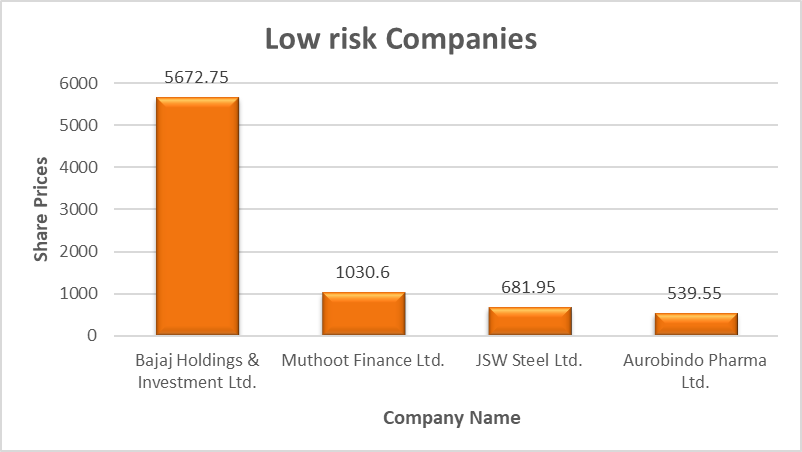 Low risk Companies
5672.75
6000
5000
4000
3000
2000
1000
0
Share Prices
1030.6
681.95
539.55
Bajaj Holdings &
Investment Ltd.
Muthoot Finance Ltd.
JSW Steel Ltd.
Aurobindo Pharma
Ltd.
Company Name